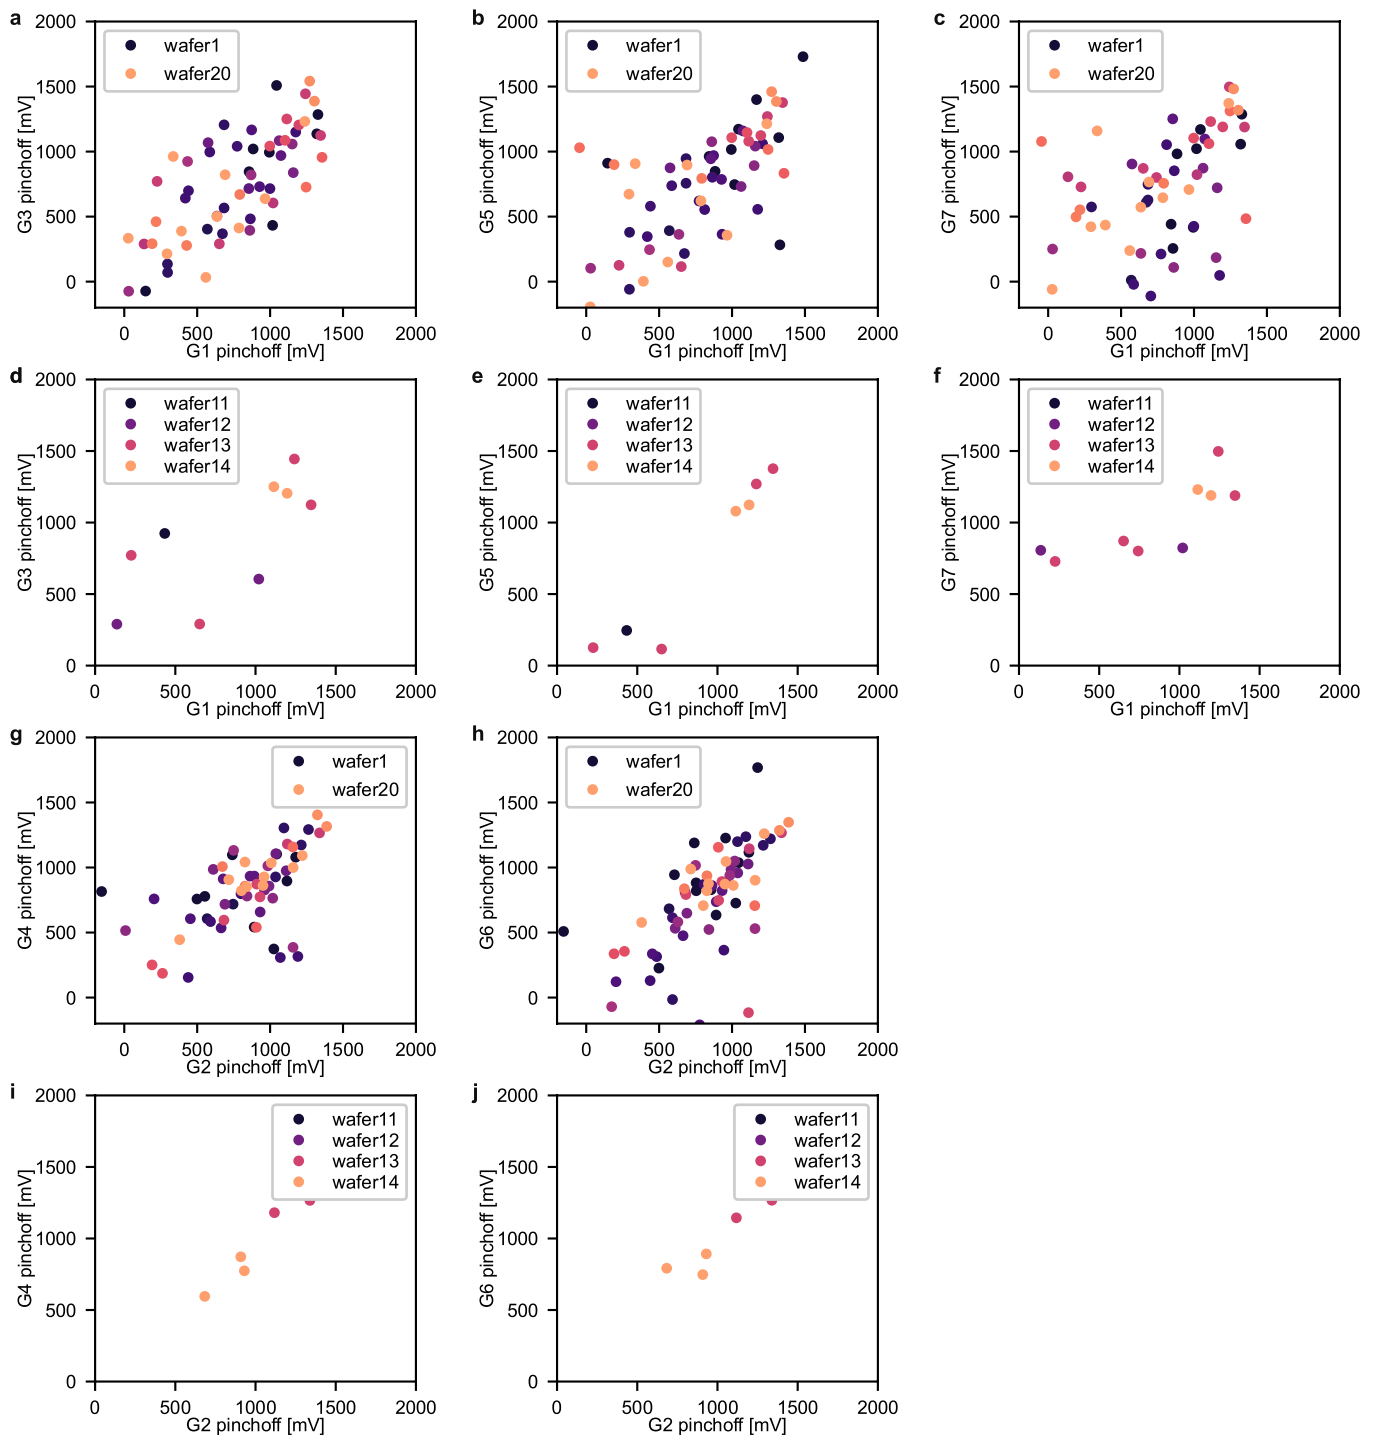 a
2000
1500
1000
500
0
G3 pinchoff [mV]
wafer1
wafer20
0 500 1000 1500 2000
G1 pinchoff [mV]
b
2000
1500
1000
500
0
G5 pinchoff [mV]
wafer1
wafer20
0 500 1000 1500 2000
G1 pinchoff [mV]
c
2000
1500
1000
500
0
G7 pinchoff [mV]
wafer1
wafer20
0 500 1000 1500 2000
G1 pinchoff [mV]
d
2000
1500
1000
500
0
G3 pinchoff [mV]
wafer11
wafer12
wafer13
wafer14
0 500 1000 1500 2000
G1 pinchoff [mV]
e
2000
1500
1000
500
0
G5 pinchoff [mV]
wafer11
wafer12
wafer13
wafer14
0 500 1000 1500 2000
G1 pinchoff [mV]
f
2000
1500
1000
500
0
G7 pinchoff [mV]
wafer11
wafer12
wafer13
wafer14
0 500 1000 1500 2000
G1 pinchoff [mV]
g
2000
1500
1000
500
0
G4 pinchoff [mV]
wafer1
wafer20
0 500 1000 1500 2000
G2 pinchoff [mV]
h
2000
1500
1000
500
0
G6 pinchoff [mV]
wafer1
wafer20
0 500 1000 1500 2000
G2 pinchoff [mV]
i
2000
1500
1000
500
0
G4 pinchoff [mV]
wafer11
wafer12
wafer13
wafer14
0 500 1000 1500 2000
G2 pinchoff [mV]
j
2000
1500
1000
500
0
G6 pinchoff [mV]
wafer11
wafer12
wafer13
wafer14
0 500 1000 1500 2000
G2 pinchoff [mV]